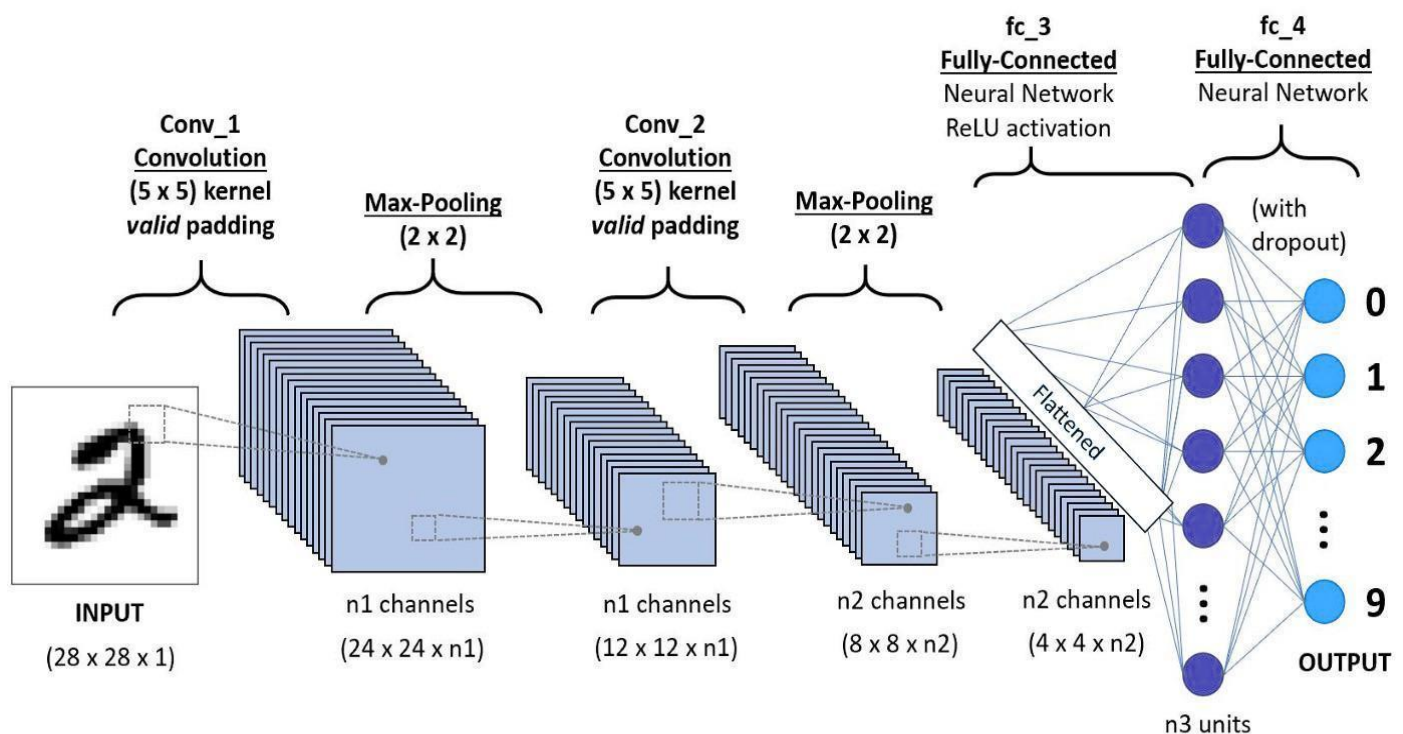 fc_3
Fully-Connected
Neural Network
ReLU activation
fc_4
Fully-Connected
Neural Network
Conv_1
Convolution
(5 x 5) kernel
valid padding
Max-Pooling
(2 x 2)
Conv_2
Convolution
(5 x 5) kernel
valid padding
Max-Pooling
(2 x 2)
(with
dropout)
Flattened
0
1
2
9
OUTPUT
INPUT
(28 x 28 x 1)
n1 channels
(24 x 24 x n1)
n1 channels
(12 x 12 x n1)
n2 channels
(8 x 8 x n2)
n2 channels
(4 x 4 x n2)
n3 units
2